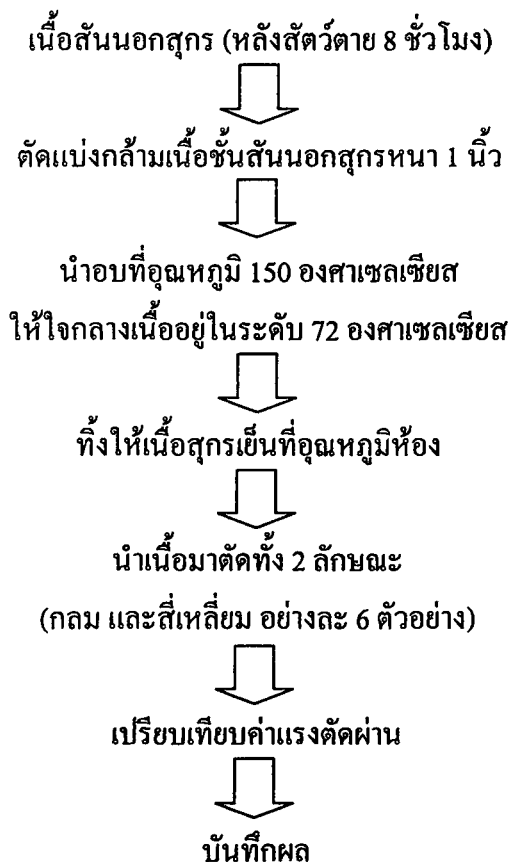 เนื้อสันนอกสุกร (หลังสัตว์ตาย 8 ชั่วโมง)
ตัดแบ่งกล้ามเนื้อชั้นสันนอกสุกรหนา 1 นิ้ว
นำอบที่อุณหภูมิ 150 องศาเซลเซียส
ให้ใจกลางเนื้ออยู่ในระดับ 72 องศาเซลเซียส
ทิ้งให้เนื้อสุกรเย็นที่อุณหภูมิห้อง
นำเนื้อมาตัดทั้ง 2 ลักษณะ
(กลม และสี่เหลี่ยม อย่างละ 6 ตัวอย่าง)
เปรียบเทียบค่าแรงตัดผ่าน
บันทึกผล